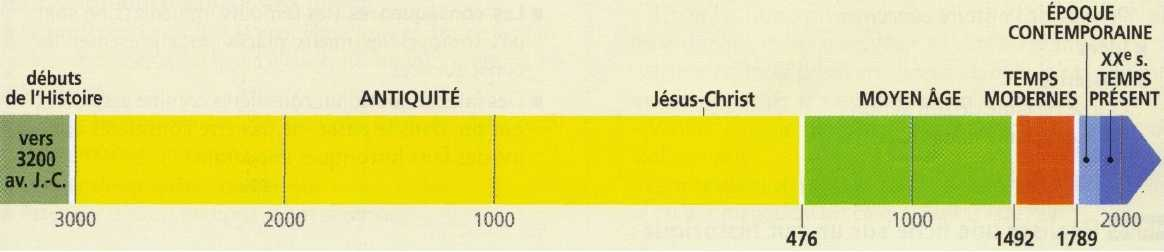 débuts
de l'Histoire
ANTIQUITÉ
Jésus-Christ
MOYEN ÂGE
TEMPS
MODERNES
ÉPOQUE
CONTEMPORAINE
XXe s.
TEMPS
PRÉSENT
vers
3200
av. J.-C.
3000
2000
1000
476
1000
1492
1789
2000